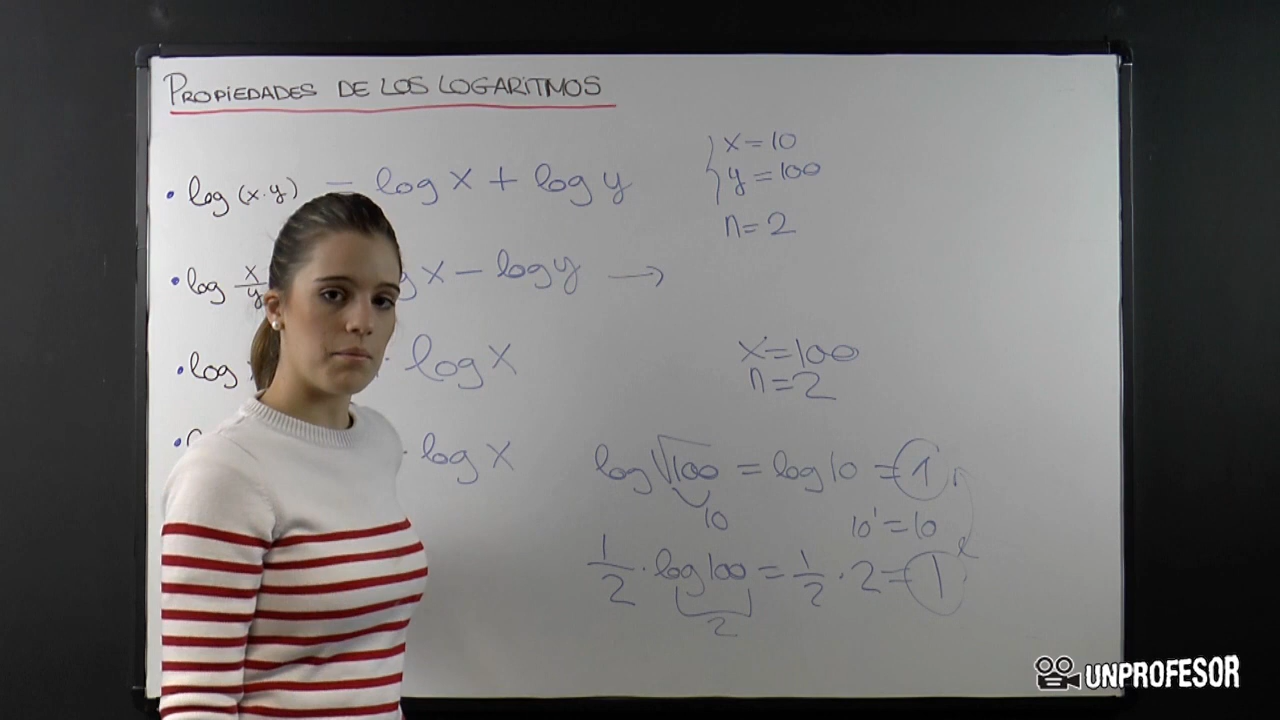 PROPIEDADES DE LOS LOGARITMOS
• log (x·y) = log x + log y
x = 10
y = 100
n = 2
• log x/y g x − log y →
• log · log x
x = 100
n = 2
• · log x
log √100 = log 10 = 1
10
10¹ = 10
1/2 · log 100 = 1/2 · 2 = 1
2
UNPROFESOR